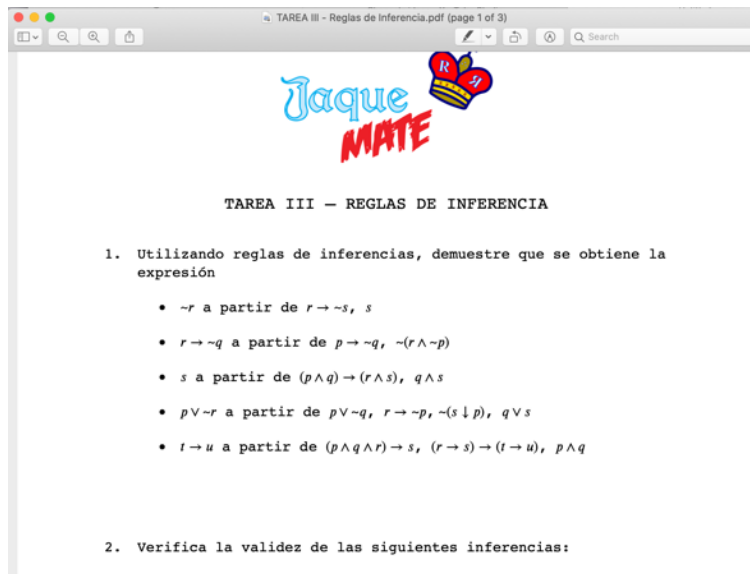 TAREA III - Reglas de Inferencia.pdf (page 1 of 3)
Search
R Я
Jaque
MATE
TAREA III – REGLAS DE INFERENCIA
1. Utilizando reglas de inferencias, demuestre que se obtiene la
expresión
• ~r a partir de r → ~s, s
• r → ~q a partir de p → ~q, ~(r ∧ ~p)
• s a partir de (p ∧ q) → (r ∧ s), q ∧ s
• p ∨ ~r a partir de p ∨ ~q, r → ~p, ~(s ↓ p), q ∨ s
• t → u a partir de (p ∧ q ∧ r) → s, (r → s) → (t → u), p ∧ q
2. Verifica la validez de las siguientes inferencias: